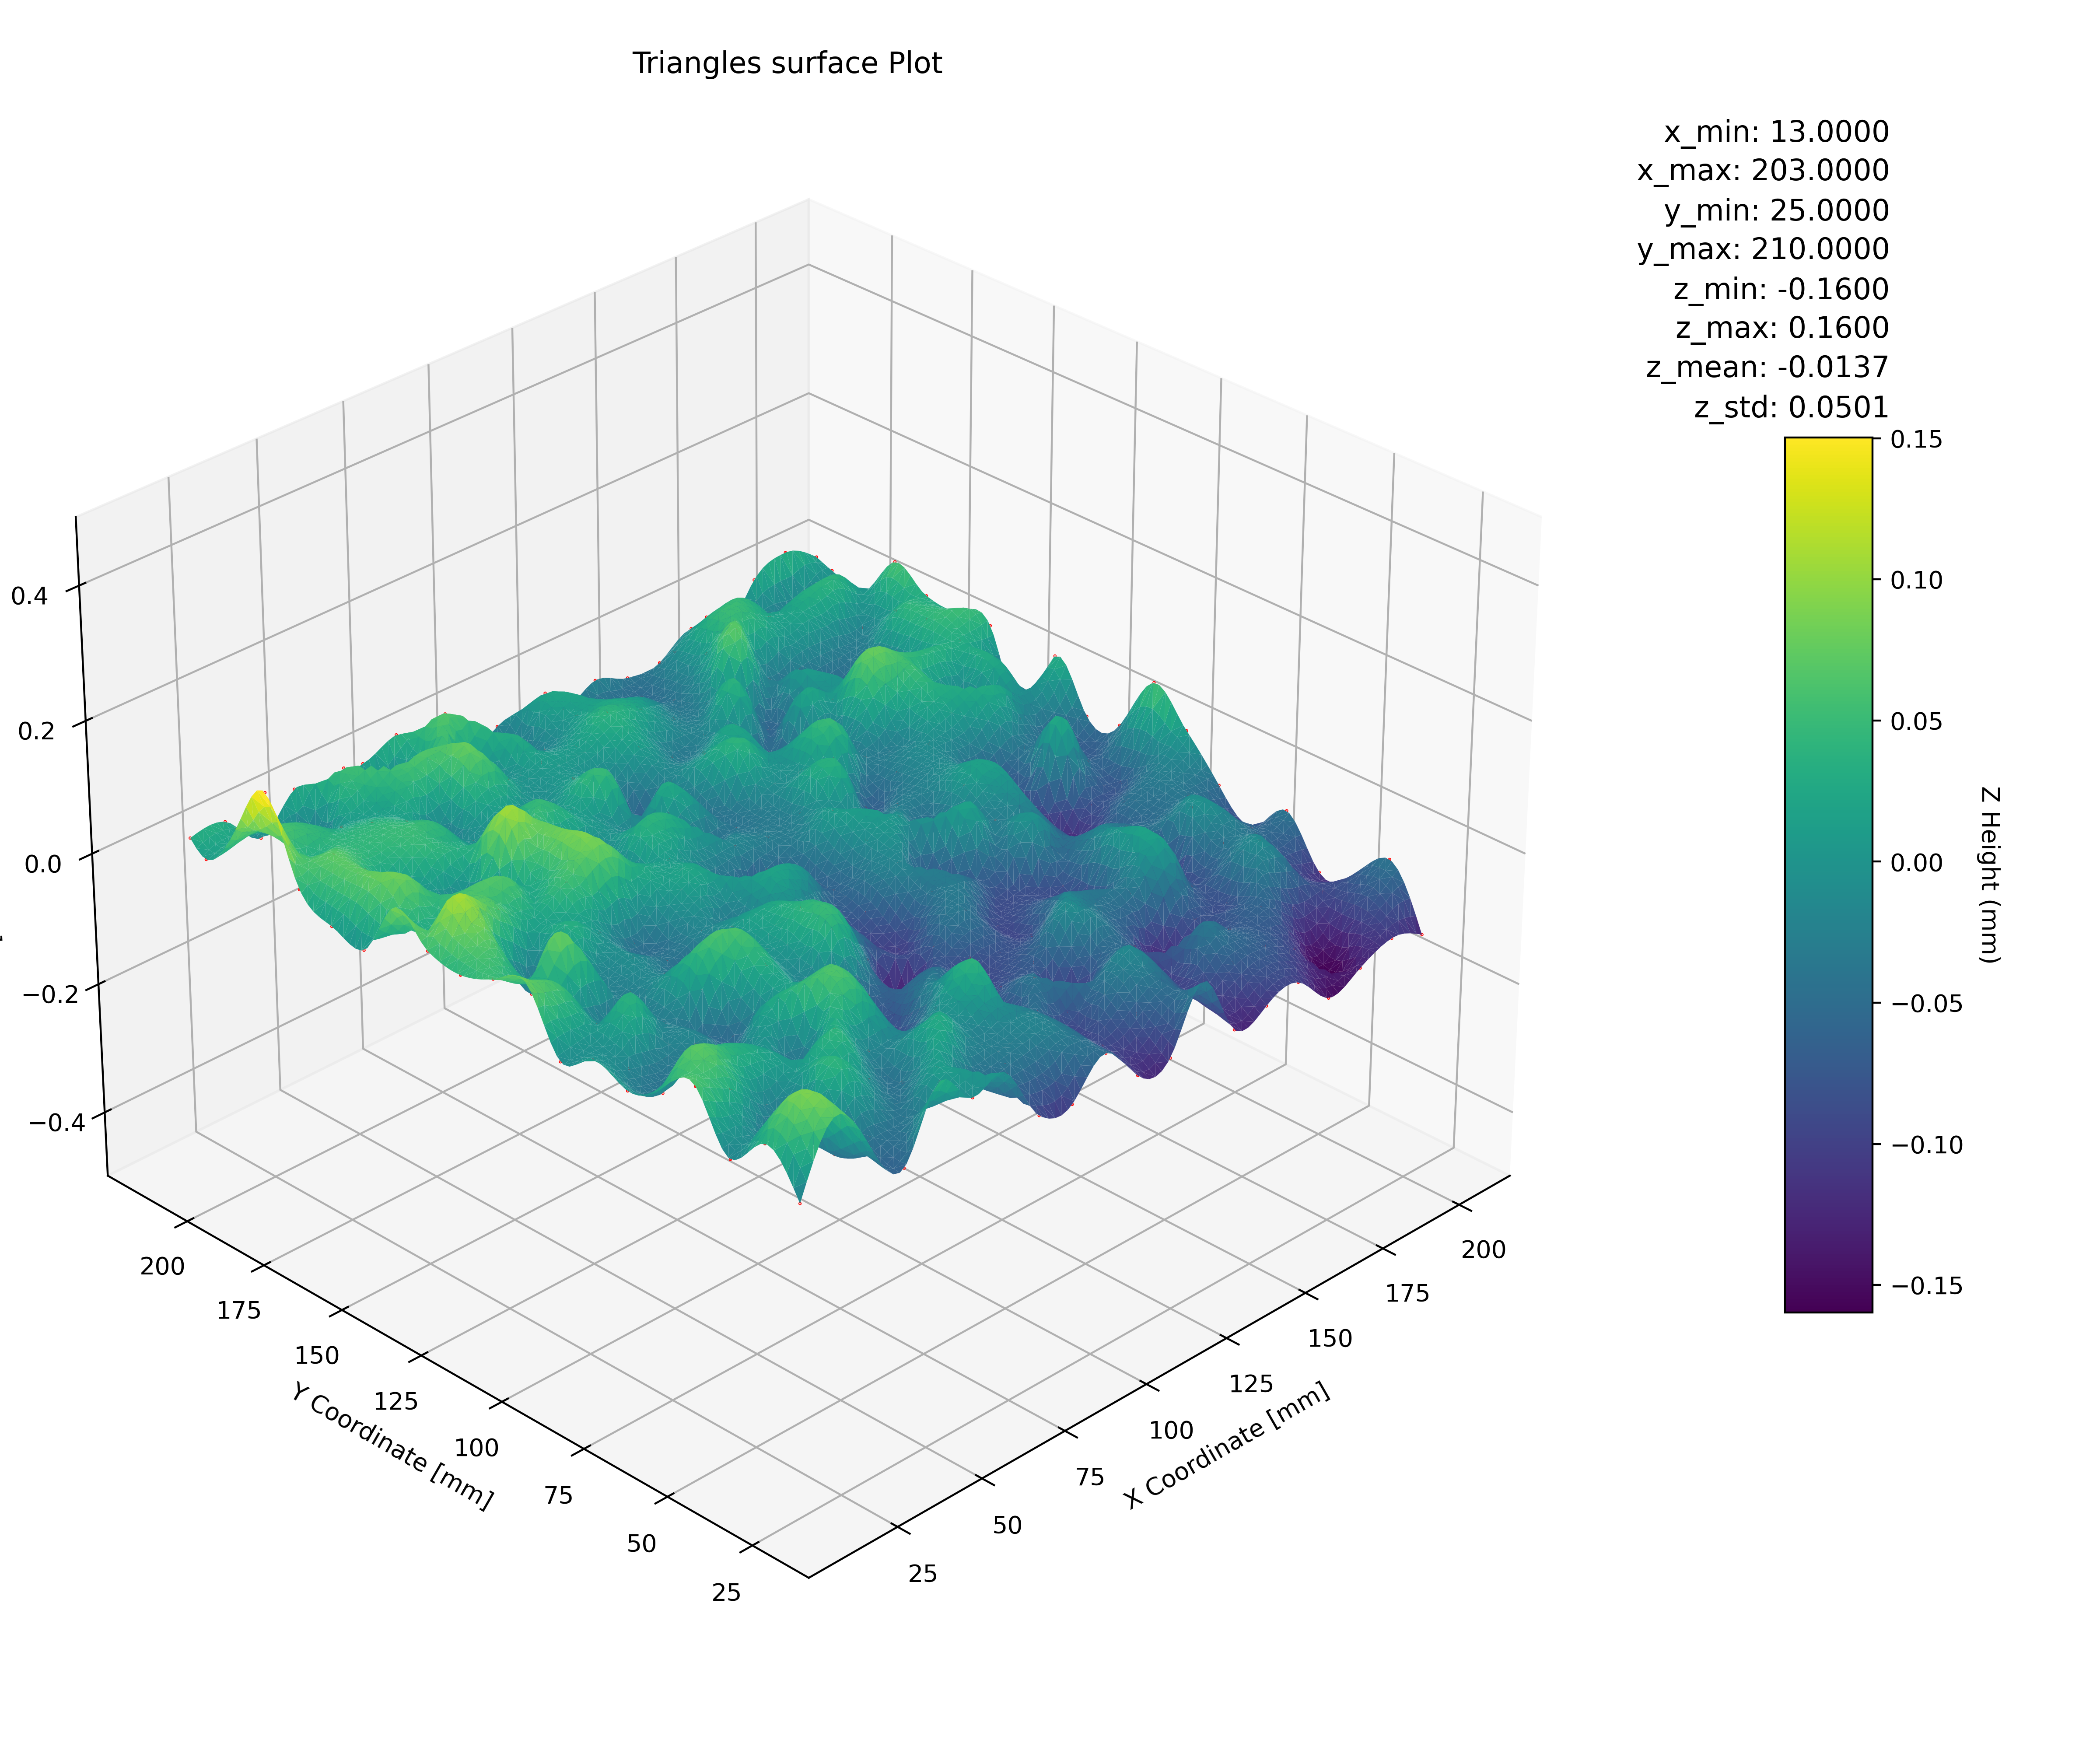 Triangles surface Plot
x_min: 13.0000
x_max: 203.0000
y_min: 25.0000
y_max: 210.0000
z_min: -0.1600
z_max: 0.1600
z_mean: -0.0137
z_std: 0.0501
0.15
0.10
0.05
0.00
−0.05
−0.10
−0.15
Z Height (mm)
0.4
0.2
0.0
−0.2
−0.4
200
175
150
125
100
75
50
25
Y Coordinate [mm]
25
50
75
100
125
150
175
200
X Coordinate [mm]